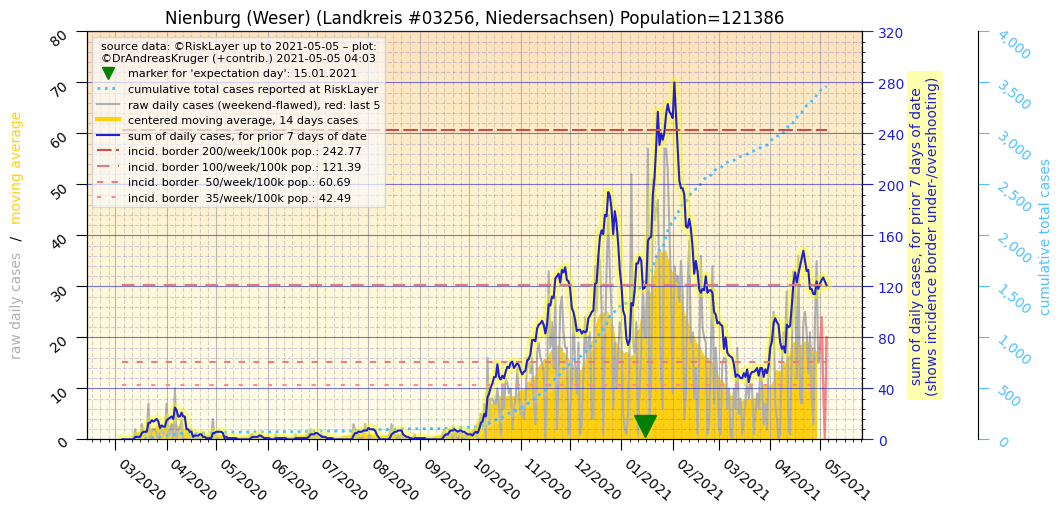 Nienburg (Weser) (Landkreis #03256, Niedersachsen) Population=121386
source data: ©RiskLayer up to 2021-05-05 – plot:
©DrAndreasKruger (+contrib.) 2021-05-05 04:03
marker for 'expectation day': 15.01.2021
cumulative total cases reported at RiskLayer
raw daily cases (weekend-flawed), red: last 5
centered moving average, 14 days cases
sum of daily cases, for prior 7 days of date
incid. border 200/week/100k pop.: 242.77
incid. border 100/week/100k pop.: 121.39
incid. border  50/week/100k pop.: 60.69
incid. border  35/week/100k pop.: 42.49
raw daily cases / moving average
80
70
60
50
40
30
20
10
0
320
280
240
200
160
120
80
40
0
sum of daily cases, for prior 7 days of date
(shows incidence border under-/overshooting)
4,000
3,500
3,000
2,500
2,000
1,500
1,000
500
0
cumulative total cases
03/2020
04/2020
05/2020
06/2020
07/2020
08/2020
09/2020
10/2020
11/2020
12/2020
01/2021
02/2021
03/2021
04/2021
05/2021